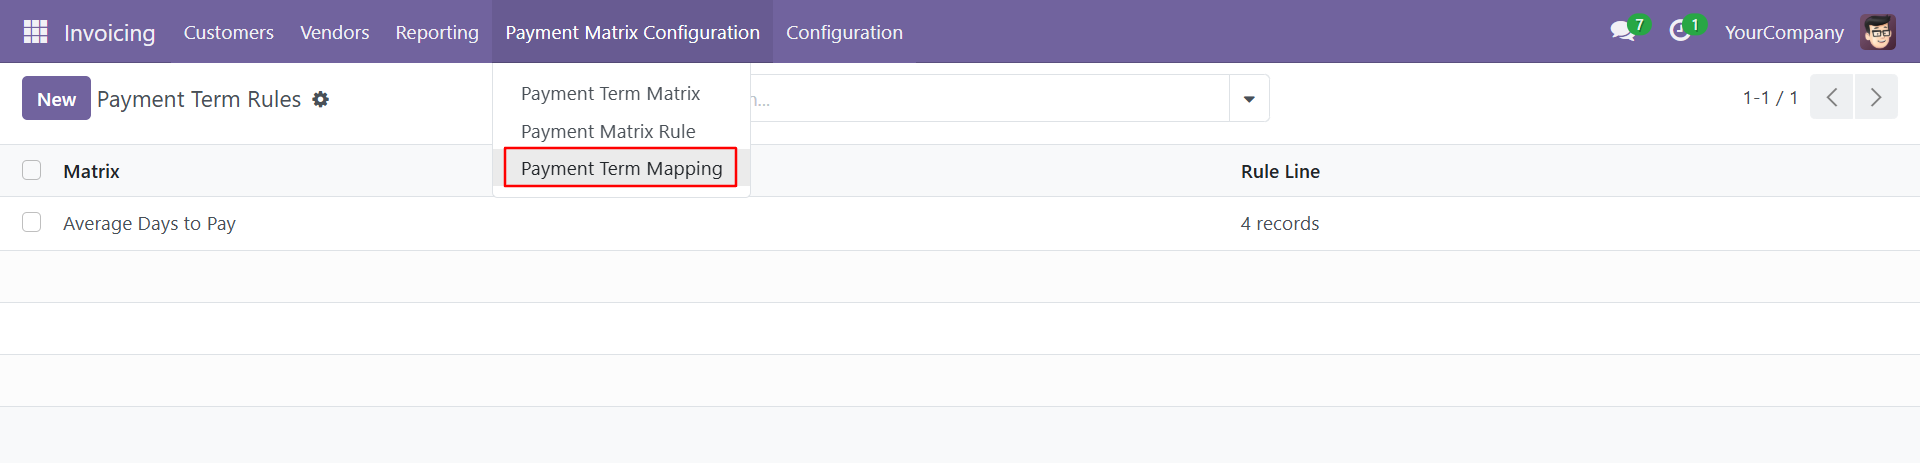 Invoicing Customers Vendors Reporting Payment Matrix Configuration Configuration 7 1 YourCompany
New Payment Term Rules ... 1-1 / 1
Payment Term Matrix
Payment Matrix Rule
Payment Term Mapping
Matrix Rule Line
Average Days to Pay 4 records